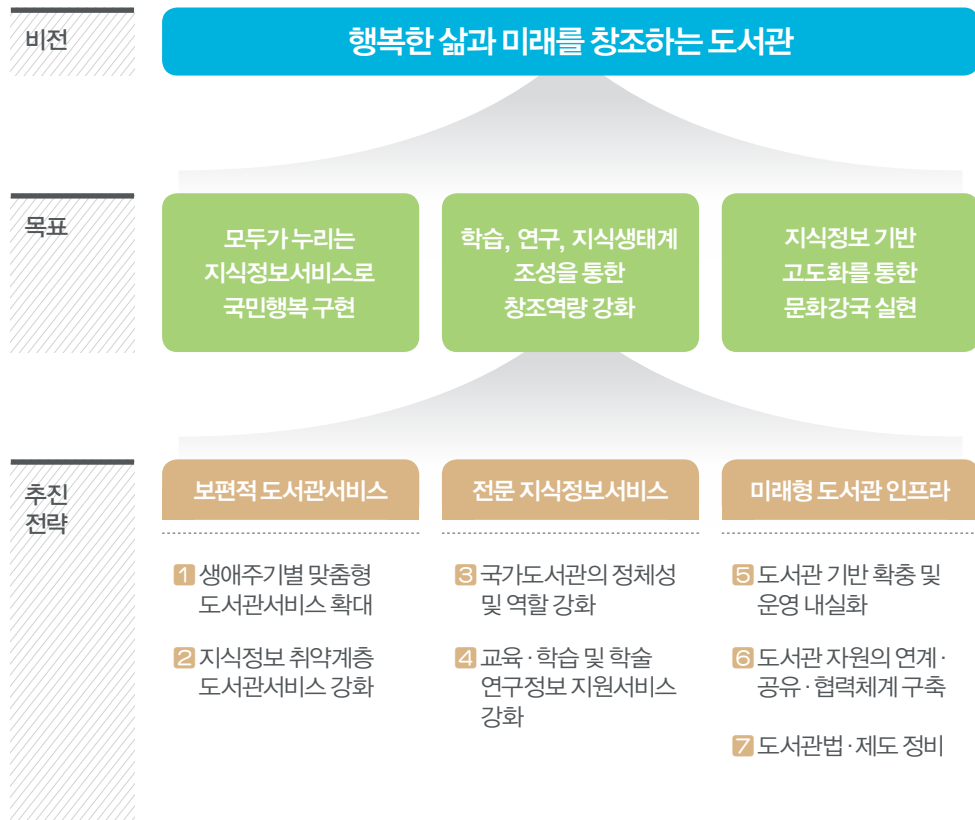 비전
행복한 삶과 미래를 창조하는 도서관
목표
모두가 누리는
지식정보서비스로
국민행복 구현
학습, 연구, 지식생태계
조성을 통한
창조역량 강화
지식정보 기반
고도화를 통한
문화강국 실현
추진
전략
보편적 도서관서비스
1 생애주기별 맞춤형
도서관서비스 확대
2 지식정보 취약계층
도서관서비스 강화
전문 지식정보서비스
3 국가도서관의 정체성
및 역할 강화
4 교육·학습 및 학술
연구정보 지원서비스
강화
미래형 도서관 인프라
5 도서관 기반 확충 및
운영 내실화
6 도서관 자원의 연계·
공유·협력체계 구축
7 도서관법·제도 정비